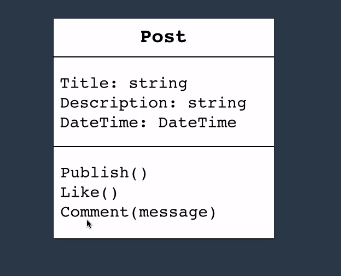 Post
Title: string
Description: string
DateTime: DateTime
Publish()
Like()
Comment(message)